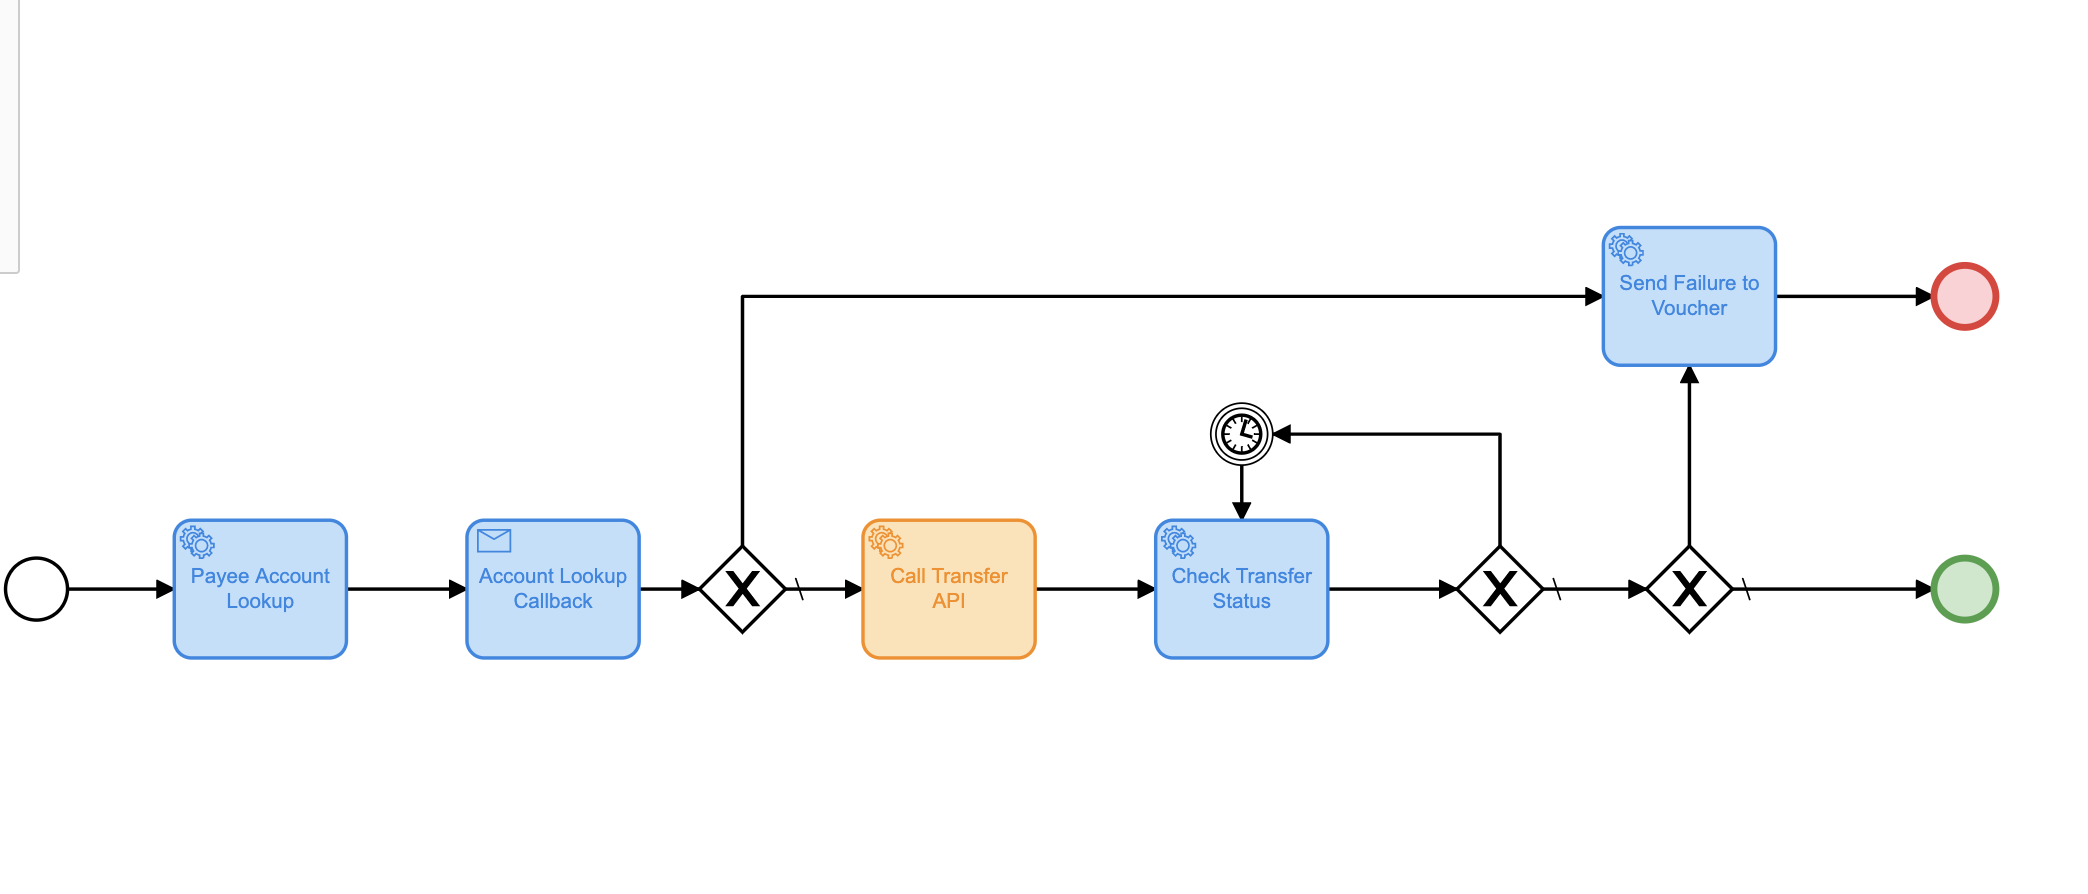 Send Failure to
Voucher
Payee Account
Lookup
Account Lookup
Callback
Call Transfer
API
Check Transfer
Status